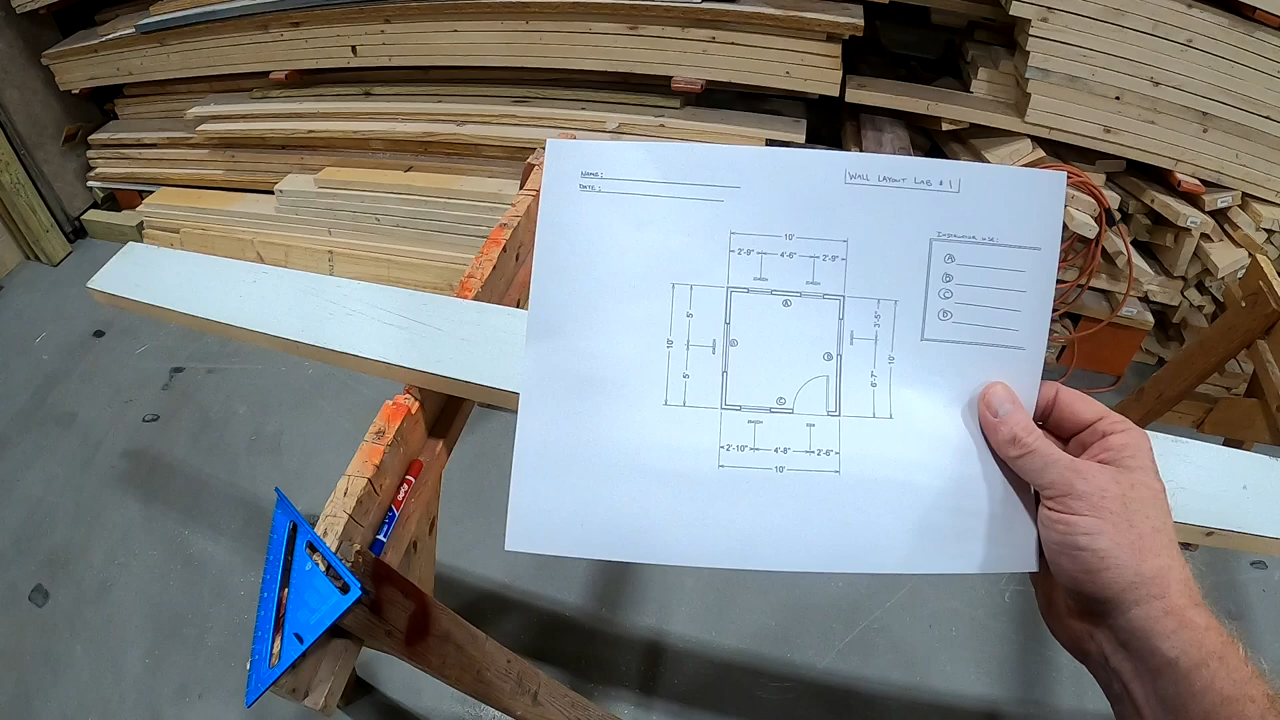 NAME:
DATE:
WALL LAYOUT LAB #1
INSTRUCTOR USE:
A
B
C
D
10'
2'-9" 4'-6" 2'-9"
A
5'
10'
5'
B
C
D
3'-5"
10'
6'-7"
2'-10" 4'-8" 2'-6"
10'